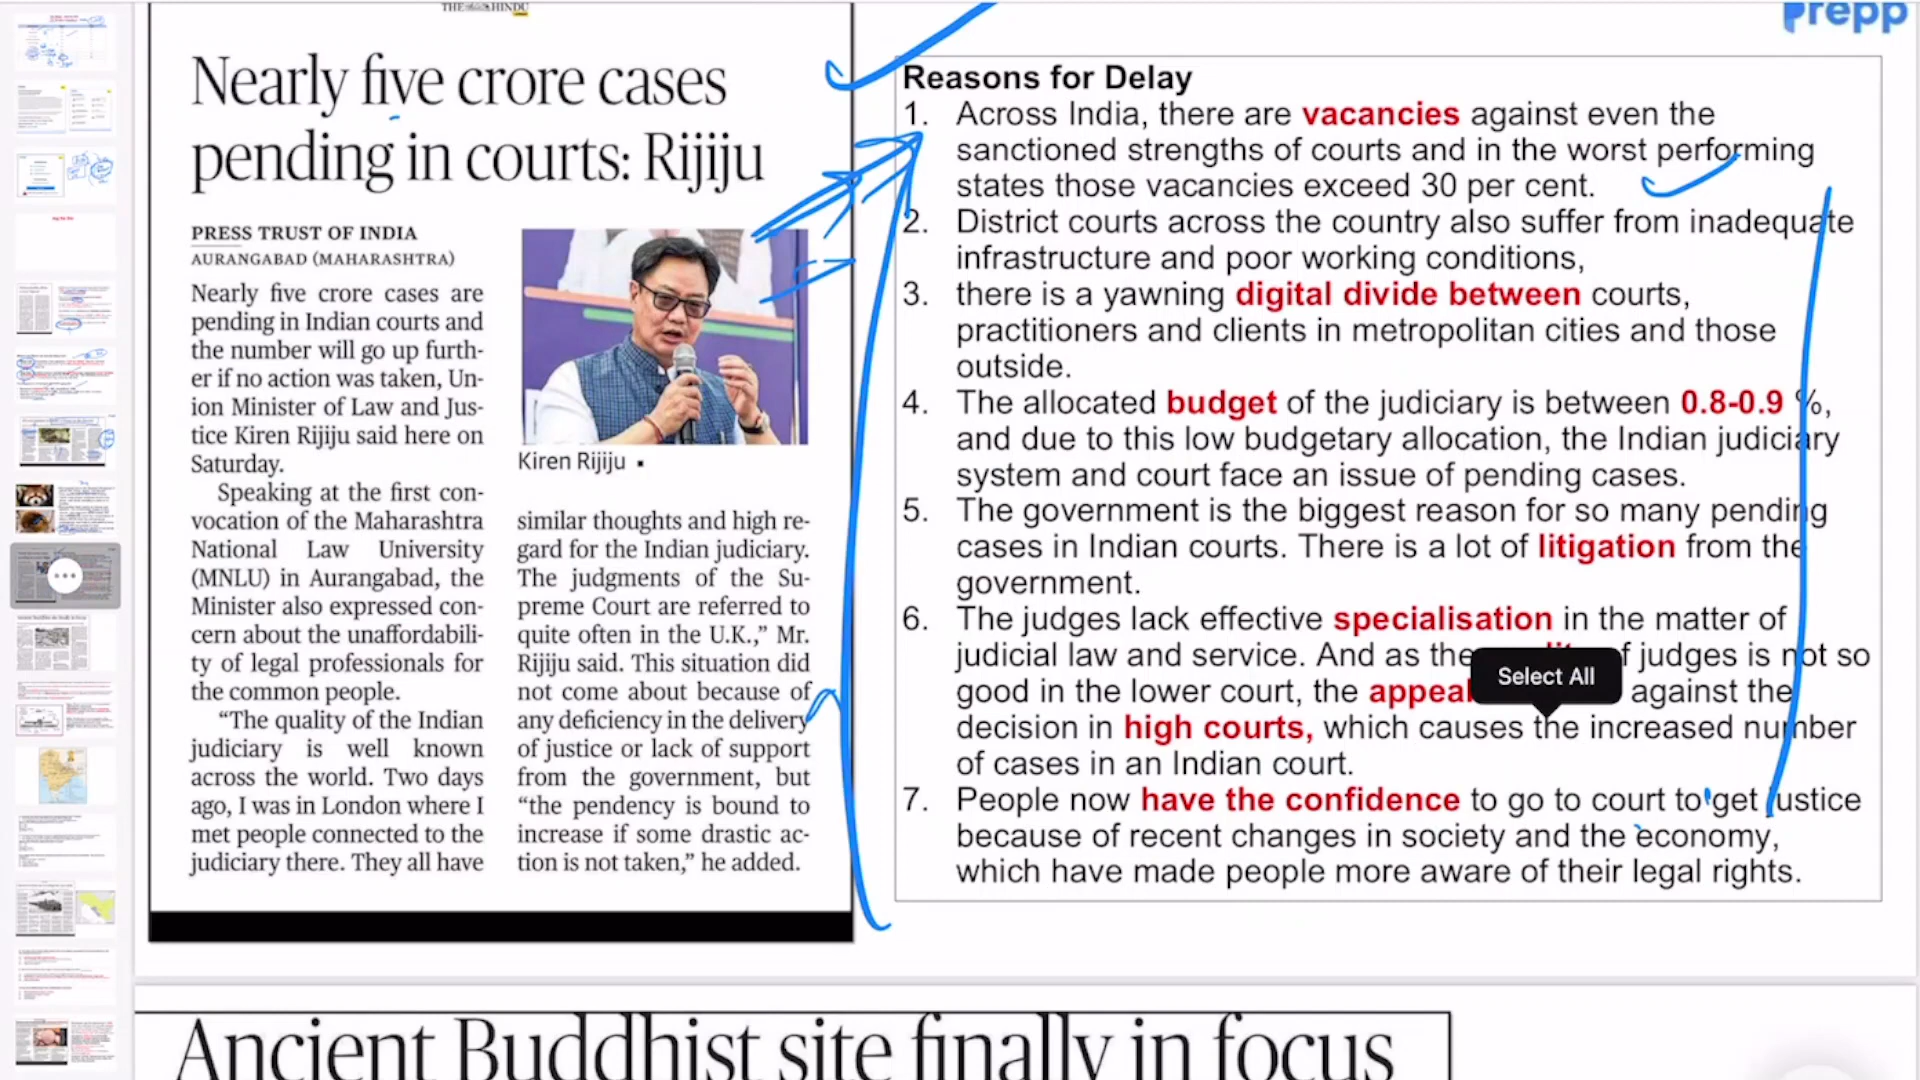 THE HINDU
Nearly five crore cases
pending in courts: Rijiju
PRESS TRUST OF INDIA
AURANGABAD (MAHARASHTRA)
Nearly five crore cases are
pending in Indian courts and
the number will go up furth-
er if no action was taken, Un-
ion Minister of Law and Jus-
tice Kiren Rijiju said here on
Saturday.
Speaking at the first con-
vocation of the Maharashtra
National Law University
(MNLU) in Aurangabad, the
Minister also expressed con-
cern about the unaffordabili-
ty of legal professionals for
the common people.
“The quality of the Indian
judiciary is well known
across the world. Two days
ago, I was in London where I
met people connected to the
judiciary there. They all have
Kiren Rijiju
similar thoughts and high re-
gard for the Indian judiciary.
The judgments of the Su-
preme Court are referred to
quite often in the U.K.,” Mr.
Rijiju said. This situation did
not come about because of
any deficiency in the delivery
of justice or lack of support
from the government, but
“the pendency is bound to
increase if some drastic ac-
tion is not taken,” he added.
Prepp
Reasons for Delay
1. Across India, there are vacancies against even the
sanctioned strengths of courts and in the worst performing
states those vacancies exceed 30 per cent.
2. District courts across the country also suffer from inadequate
infrastructure and poor working conditions,
3. there is a yawning digital divide between courts,
practitioners and clients in metropolitan cities and those
outside.
4. The allocated budget of the judiciary is between 0.8-0.9 %,
and due to this low budgetary allocation, the Indian judiciary
system and court face an issue of pending cases.
5. The government is the biggest reason for so many pending
cases in Indian courts. There is a lot of litigation from the
government.
6. The judges lack effective specialisation in the matter of
judicial law and service. And as the of judges is not so
good in the lower court, the appeal against the
decision in high courts, which causes the increased number
of cases in an Indian court.
7. People now have the confidence to go to court to get justice
because of recent changes in society and the economy,
which have made people more aware of their legal rights.
Select All
Ancient Buddhist site finally in focus